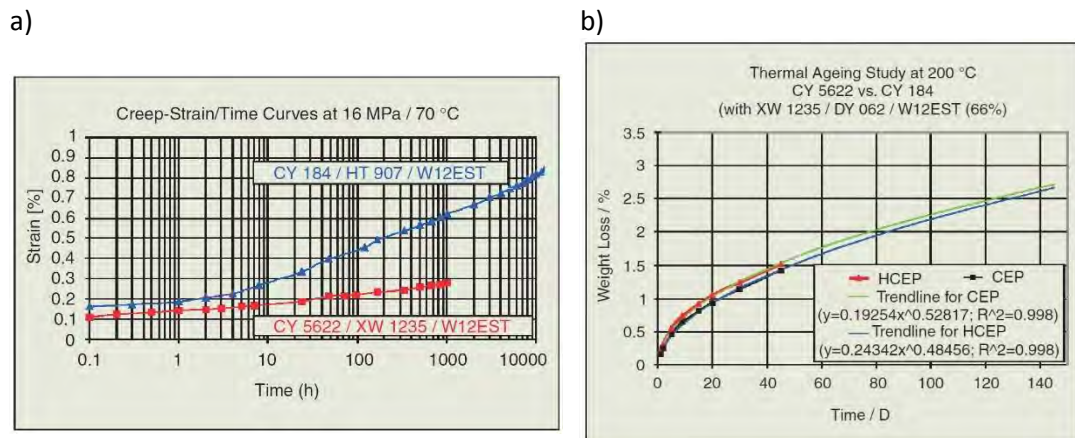 a)
b)
Creep-Strain/Time Curves at 16 MPa / 70 °C
1
0.9
0.8
0.7
0.6
0.5
0.4
0.3
0.2
0.1
0
Strain [%]
CY 184 / HT 907 / W12EST
CY 5622 / XW 1235 / W12EST
0.1
1
10
100
1000
10000
Time (h)
Thermal Ageing Study at 200 °C
CY 5622 vs. CY 184
(with XW 1235 / DY 062 / W12EST (66%)
3.5
3
2.5
2
1.5
1
0.5
0
Weight Loss / %
HCEP
CEP
Trendline for CEP
(y=0.19254x^0.52817; R^2=0.998)
Trendline for HCEP
(y=0.24342x^0.48456; R^2=0.998)
0
20
40
60
80
100
120
140
Time / D